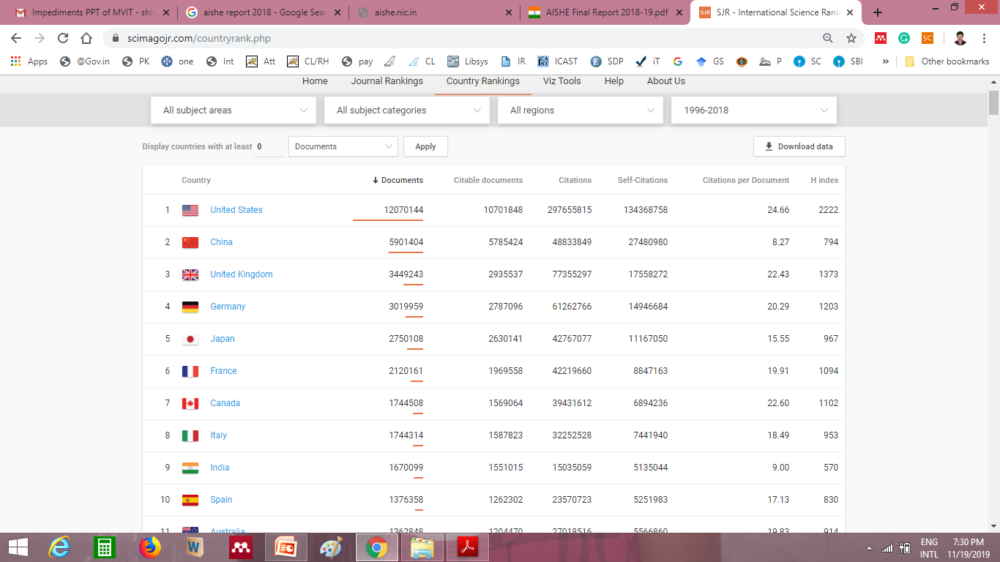 Impediments PPT of MVIT - shiv
aishe report 2018 - Google Sear
aishe.nic.in
AISHE Final Report 2018-19.pdf
SJR SJR - International Science Rank
scimagojr.com/countryrank.php
SC
Apps @Gov.in PK one Int Att CL/RH pay CL Libsys IR ICAST SDP iT GS P SC SBI » Other bookmarks
Home Journal Rankings Country Rankings Viz Tools Help About Us
All subject areas All subject categories All regions 1996-2018
Display countries with at least 0 Documents Apply Download data
Country Documents Citable documents Citations Self-Citations Citations per Document H index
1 United States 12070144 10701848 297655815 134368758 24.66 2222
2 China 5901404 5785424 48833849 27480980 8.27 794
3 United Kingdom 3449243 2935537 77355297 17558272 22.43 1373
4 Germany 3019959 2787096 61262766 14946684 20.29 1203
5 Japan 2750108 2630141 42767077 11167050 15.55 967
6 France 2120161 1969558 42219660 8847163 19.91 1094
7 Canada 1744508 1569064 39431612 6894236 22.60 1102
8 Italy 1744314 1587823 32252528 7441940 18.49 953
9 India 1670099 1551015 15035059 5135044 9.00 570
10 Spain 1376358 1262302 23570723 5251983 17.13 830
11 Australia 1362848 1204470 27018516 5566860 19.83 914
ENG 7:30 PM
INTL 11/19/2019